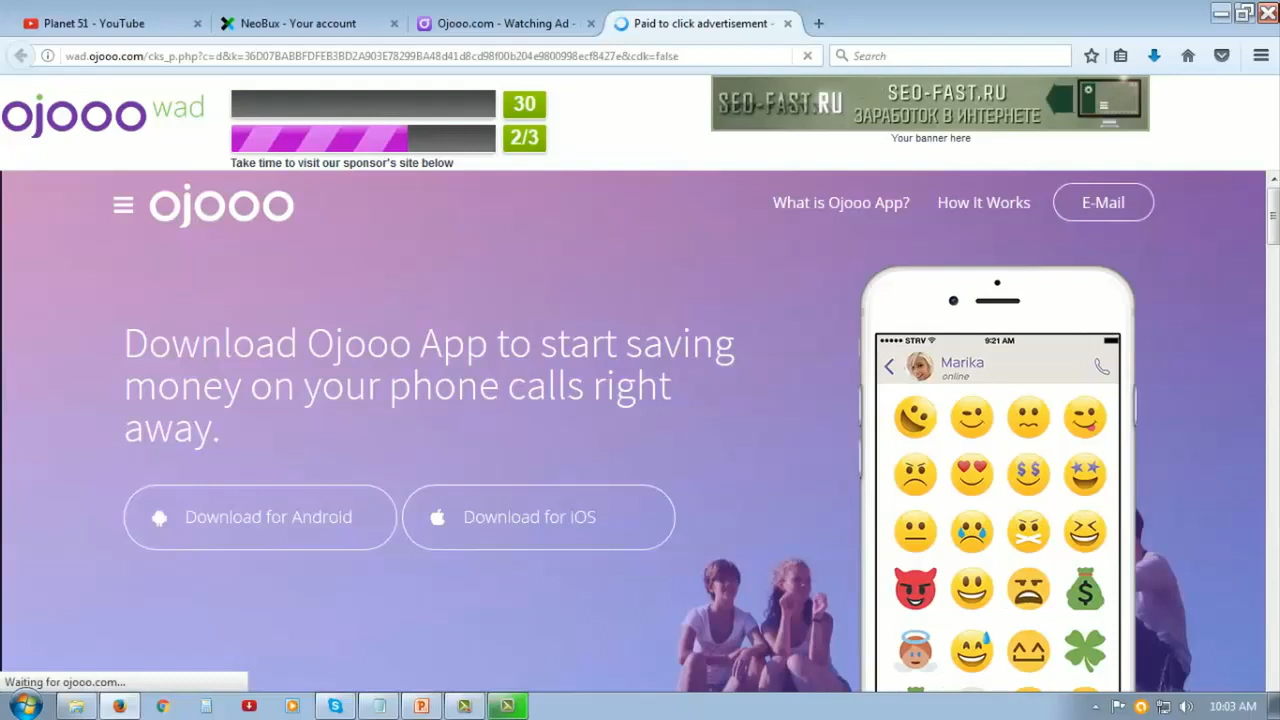 Planet 51 - YouTube
NeoBux - Your account
Ojooo.com - Watching Ad -
Paid to click advertisement -
wad.ojooo.com/cks_p.php?c=d&k=36D07BABBFDFEB3BD2A903E78299BA48d41d8cd98f00b204e9800998ecf8427e&cdk=false
Search
ojooo wad
30
2/3
Take time to visit our sponsor's site below
SEO-FAST.RU
SEO-FAST.RU
ЗАРАБОТОК В ИНТЕРНЕТЕ
Your banner here
ojooo
What is Ojooo App?
How It Works
E-Mail
Download Ojooo App to start saving
money on your phone calls right
away.
Download for Android
Download for iOS
STRV
9:21 AM
Marika
online
Waiting for ojooo.com...
10:03 AM